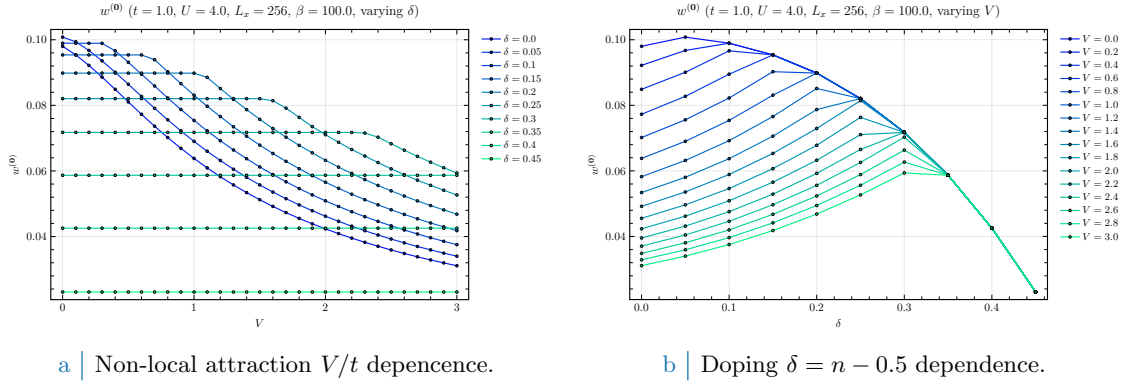 w^(0) (t = 1.0, U = 4.0, L_x = 256, β = 100.0, varying δ)
0.10
0.08
0.06
0.04
w^(0)
0
1
2
3
V
δ = 0.0
δ = 0.05
δ = 0.1
δ = 0.15
δ = 0.2
δ = 0.25
δ = 0.3
δ = 0.35
δ = 0.4
δ = 0.45
a | Non-local attraction V/t depencence.
w^(0) (t = 1.0, U = 4.0, L_x = 256, β = 100.0, varying V)
0.10
0.08
0.06
0.04
w^(0)
0.0
0.1
0.2
0.3
0.4
δ
V = 0.0
V = 0.2
V = 0.4
V = 0.6
V = 0.8
V = 1.0
V = 1.2
V = 1.4
V = 1.6
V = 1.8
V = 2.0
V = 2.2
V = 2.4
V = 2.6
V = 2.8
V = 3.0
b | Doping δ = n − 0.5 dependence.